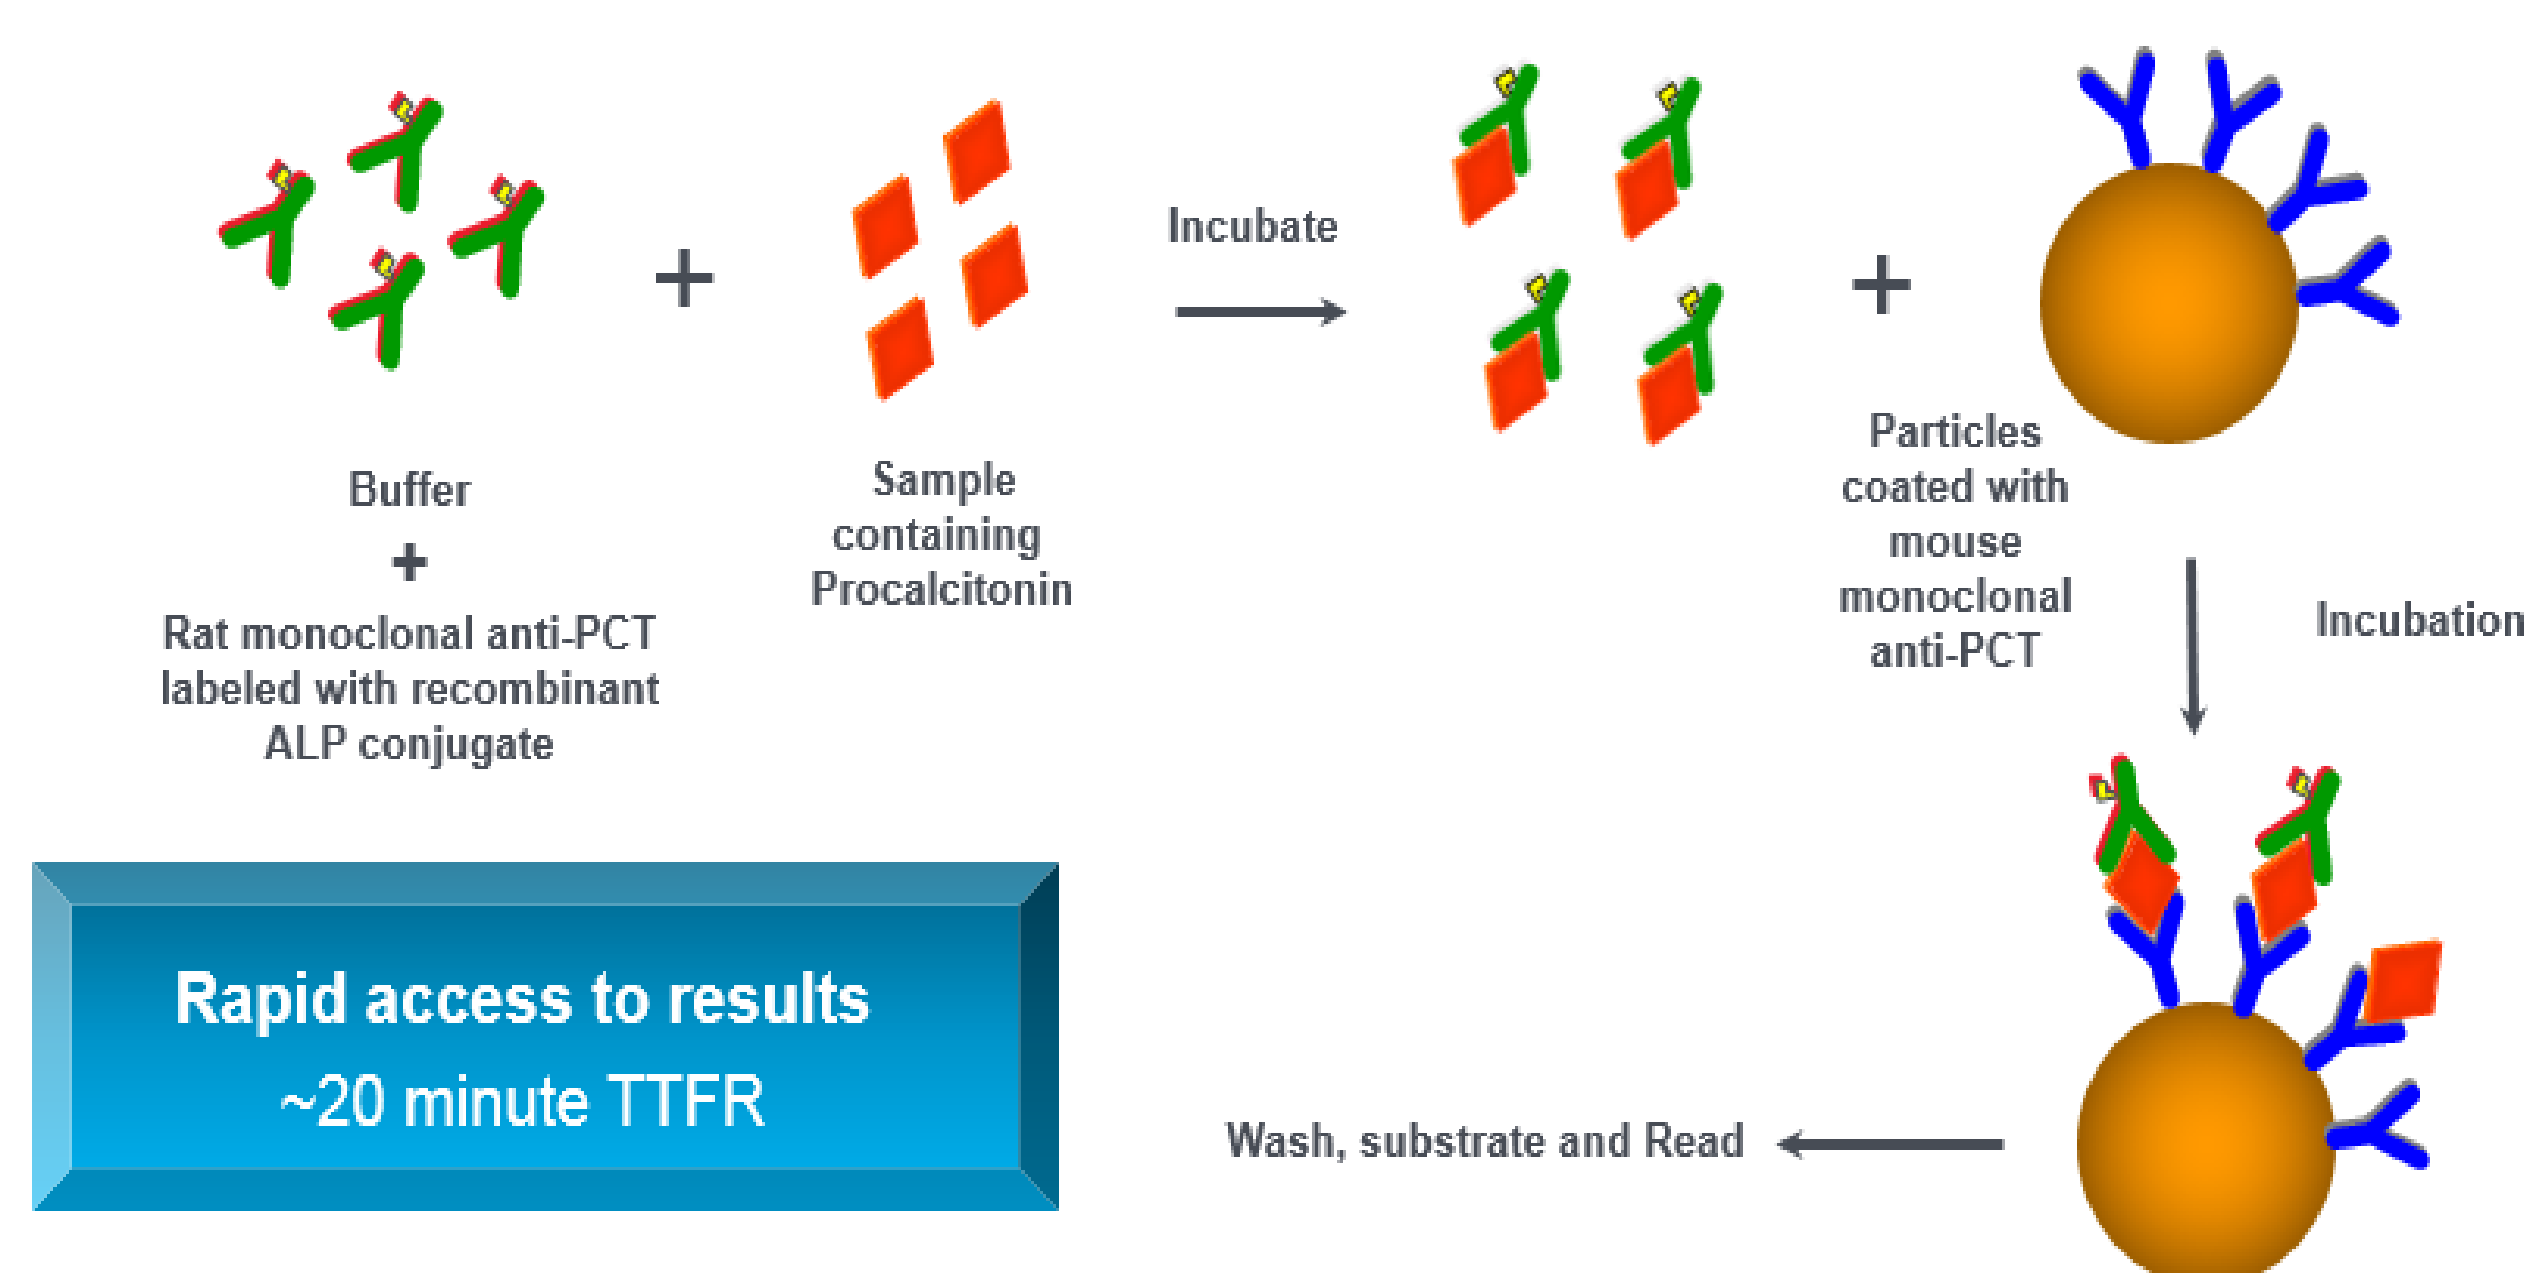 Incubate
+
+
Buffer
+
Rat monoclonal anti-PCT
labeled with recombinant
ALP conjugate
Sample
containing
Procalcitonin
Particles
coated with
mouse
monoclonal
anti-PCT
Incubation
Rapid access to results
~20 minute TTFR
Wash, substrate and Read